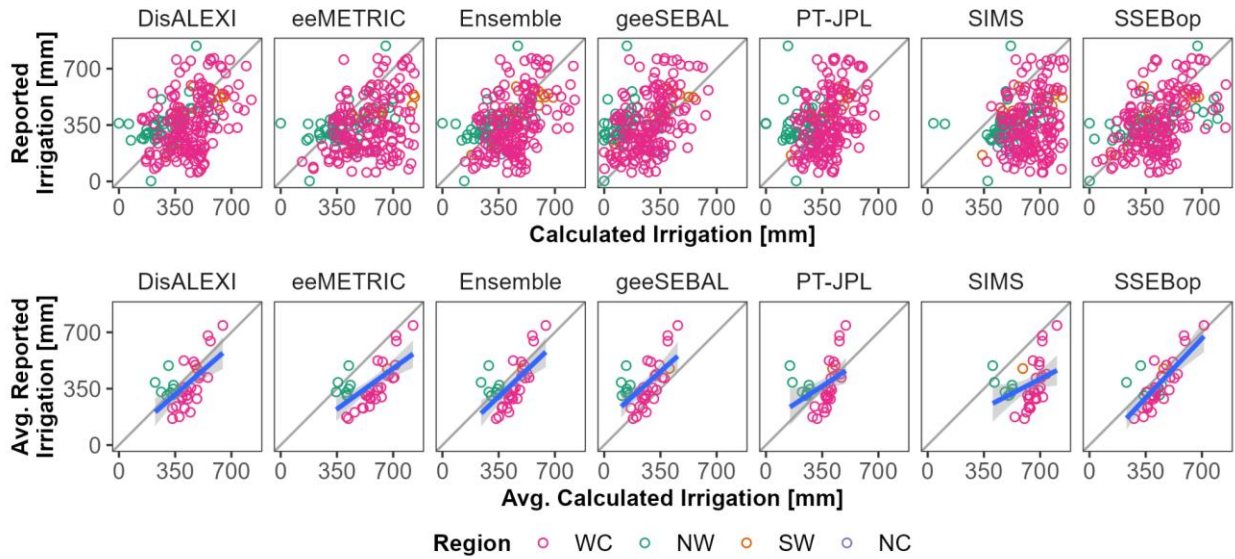 DisALEXI eeMETRIC Ensemble geeSEBAL PT-JPL SIMS SSEBop
Reported
Irrigation [mm]
700
350
0
0 350 700 0 350 700 0 350 700 0 350 700 0 350 700 0 350 700 0 350 700
Calculated Irrigation [mm]
DisALEXI eeMETRIC Ensemble geeSEBAL PT-JPL SIMS SSEBop
Avg. Reported
Irrigation [mm]
700
350
0
0 350 700 0 350 700 0 350 700 0 350 700 0 350 700 0 350 700 0 350 700
Avg. Calculated Irrigation [mm]
Region WC NW SW NC